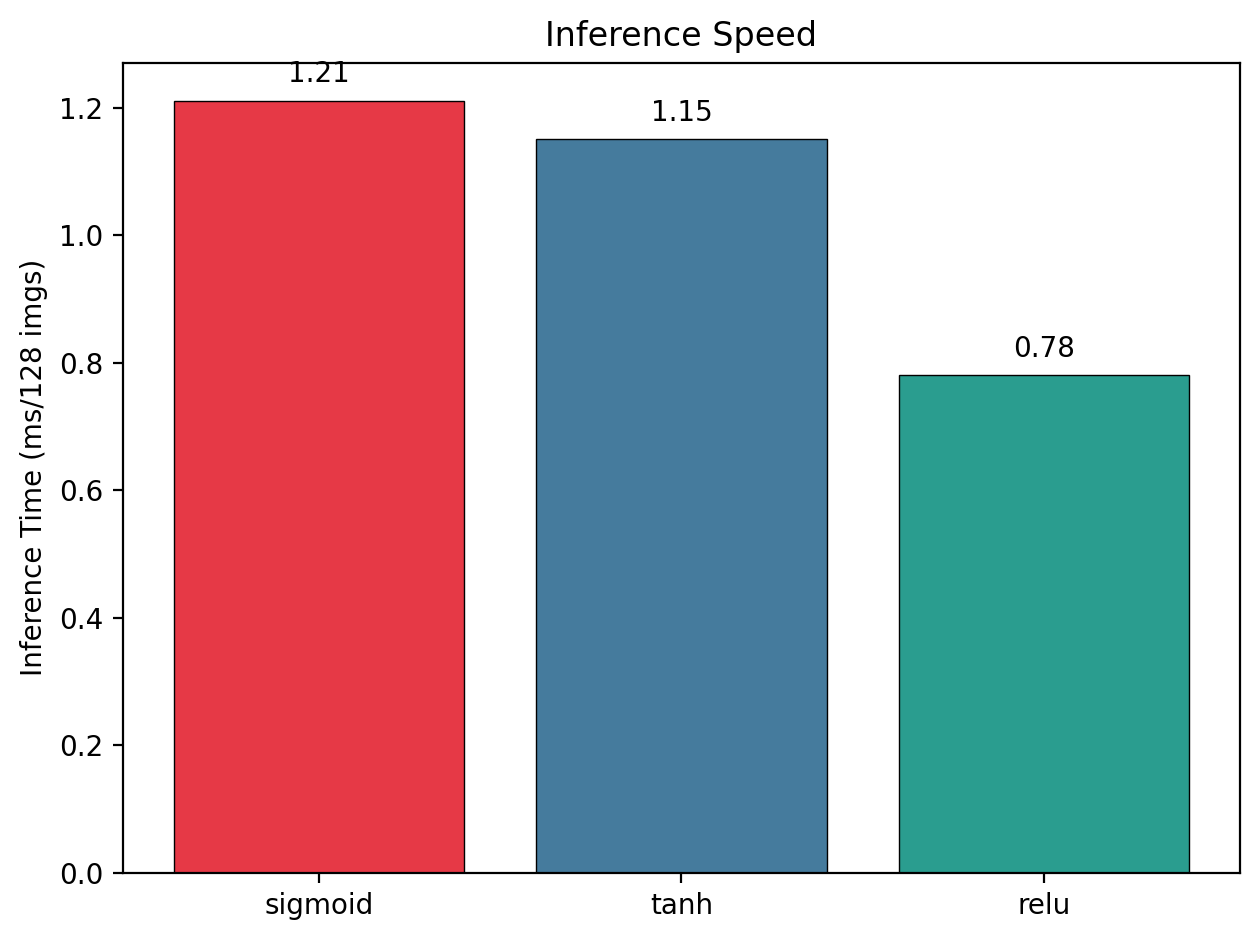 Inference Speed
Inference Time (ms/128 imgs)
1.2
1.0
0.8
0.6
0.4
0.2
0.0
1.21
1.15
0.78
sigmoid
tanh
relu